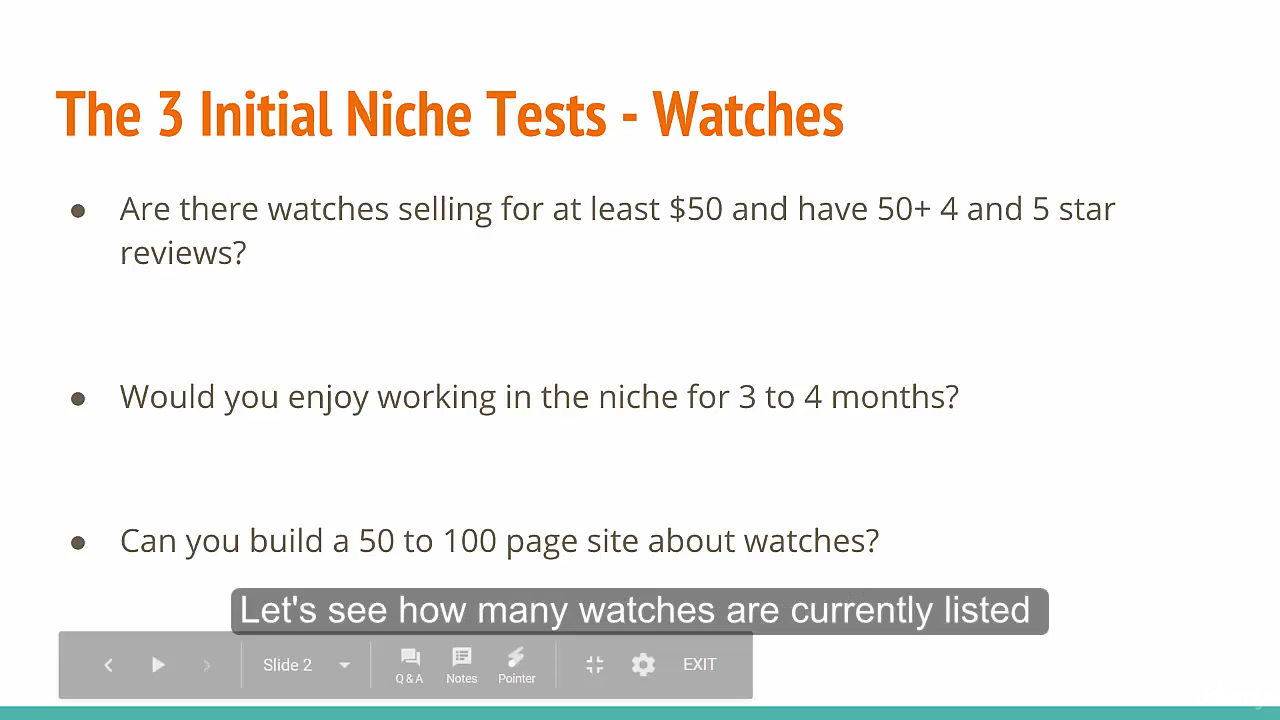 The 3 Initial Niche Tests - Watches
● Are there watches selling for at least $50 and have 50+ 4 and 5 star
reviews?
● Would you enjoy working in the niche for 3 to 4 months?
● Can you build a 50 to 100 page site about watches?
Let's see how many watches are currently listed
Slide 2
Q & A
Notes
Pointer
EXIT